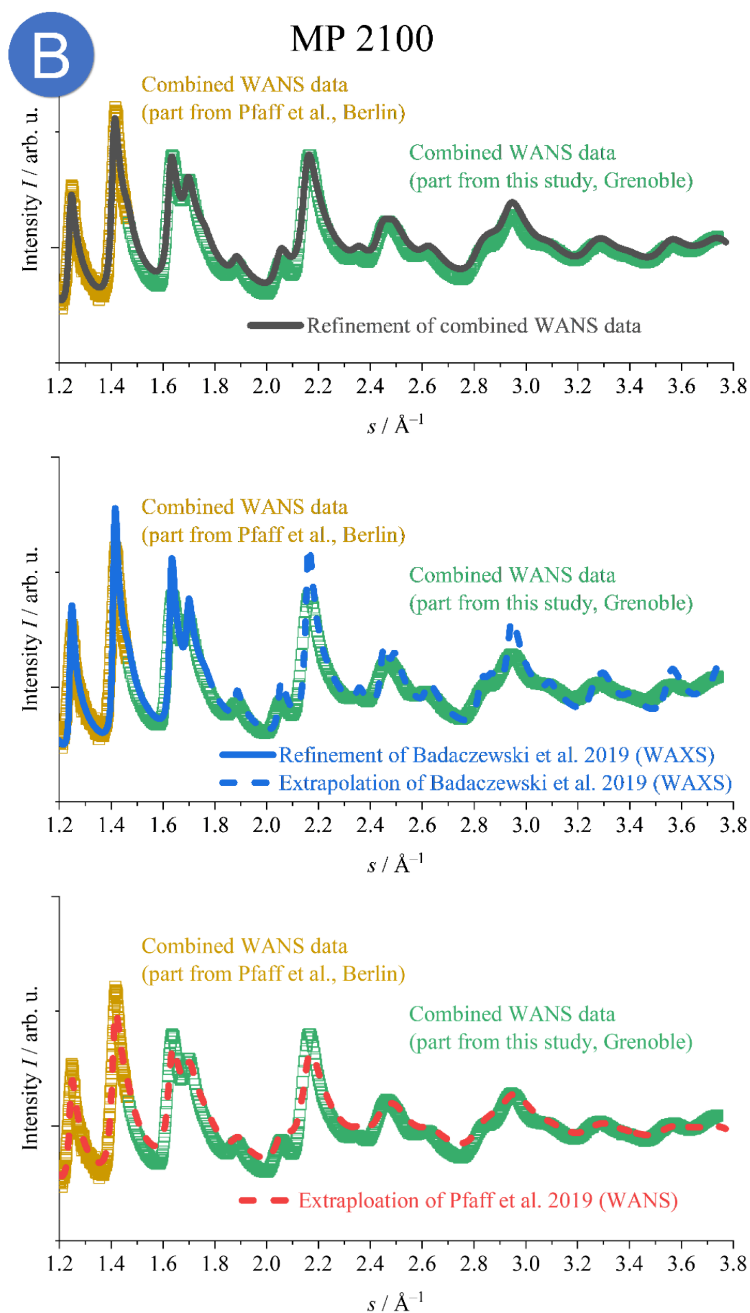 B
MP 2100
Combined WANS data
(part from Pfaff et al., Berlin)
Combined WANS data
(part from this study, Grenoble)
Intensity I / arb. u.
Refinement of combined WANS data
1.2 1.4 1.6 1.8 2.0 2.2 2.4 2.6 2.8 3.0 3.2 3.4 3.6 3.8
s / Å⁻¹
Combined WANS data
(part from Pfaff et al., Berlin)
Combined WANS data
(part from this study, Grenoble)
Intensity I / arb. u.
Refinement of Badaczewski et al. 2019 (WAXS)
Extrapolation of Badaczewski et al. 2019 (WAXS)
1.2 1.4 1.6 1.8 2.0 2.2 2.4 2.6 2.8 3.0 3.2 3.4 3.6 3.8
s / Å⁻¹
Combined WANS data
(part from Pfaff et al., Berlin)
Combined WANS data
(part from this study, Grenoble)
Intensity I / arb. u.
Extraploation of Pfaff et al. 2019 (WANS)
1.2 1.4 1.6 1.8 2.0 2.2 2.4 2.6 2.8 3.0 3.2 3.4 3.6 3.8
s / Å⁻¹